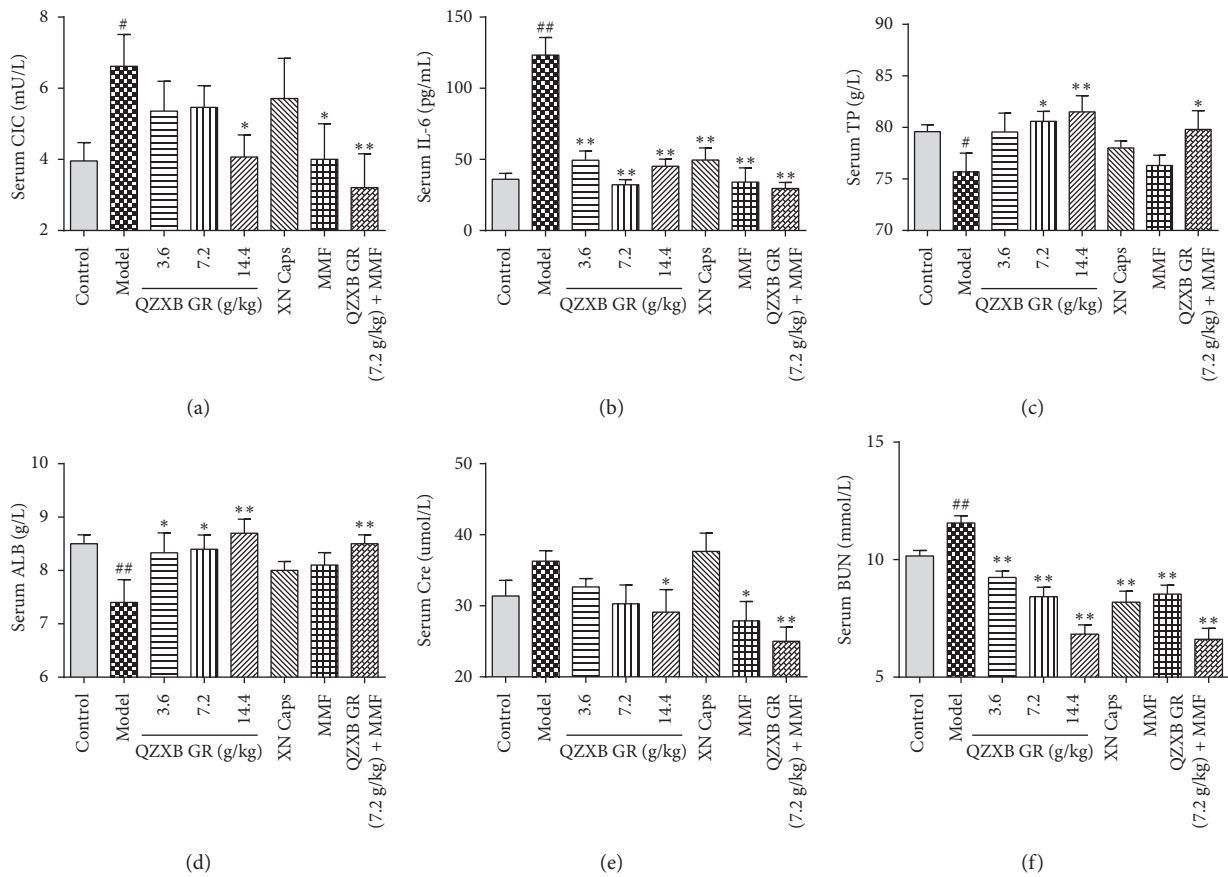 Serum CIC (mU/L)
8
6
4
2
#
*
*
**
Control
Model
3.6
7.2
14.4
QZXB GR (g/kg)
XN Caps
MMF
QZXB GR
(7.2 g/kg) + MMF
(a)
Serum IL-6 (pg/mL)
150
100
50
0
##
**
**
**
**
**
**
Control
Model
3.6
7.2
14.4
QZXB GR (g/kg)
XN Caps
MMF
QZXB GR
(7.2 g/kg) + MMF
(b)
Serum TP (g/L)
90
85
80
75
70
#
*
**
*
Control
Model
3.6
7.2
14.4
QZXB GR (g/kg)
XN Caps
MMF
QZXB GR
(7.2 g/kg) + MMF
(c)
Serum ALB (g/L)
10
9
8
7
6
##
*
*
**
**
Control
Model
3.6
7.2
14.4
QZXB GR (g/kg)
XN Caps
MMF
QZXB GR
(7.2 g/kg) + MMF
(d)
Serum Cre (umol/L)
50
40
30
20
*
*
**
Control
Model
3.6
7.2
14.4
QZXB GR (g/kg)
XN Caps
MMF
QZXB GR
(7.2 g/kg) + MMF
(e)
Serum BUN (mmol/L)
15
10
5
##
**
**
**
**
**
**
Control
Model
3.6
7.2
14.4
QZXB GR (g/kg)
XN Caps
MMF
QZXB GR
(7.2 g/kg) + MMF
(f)